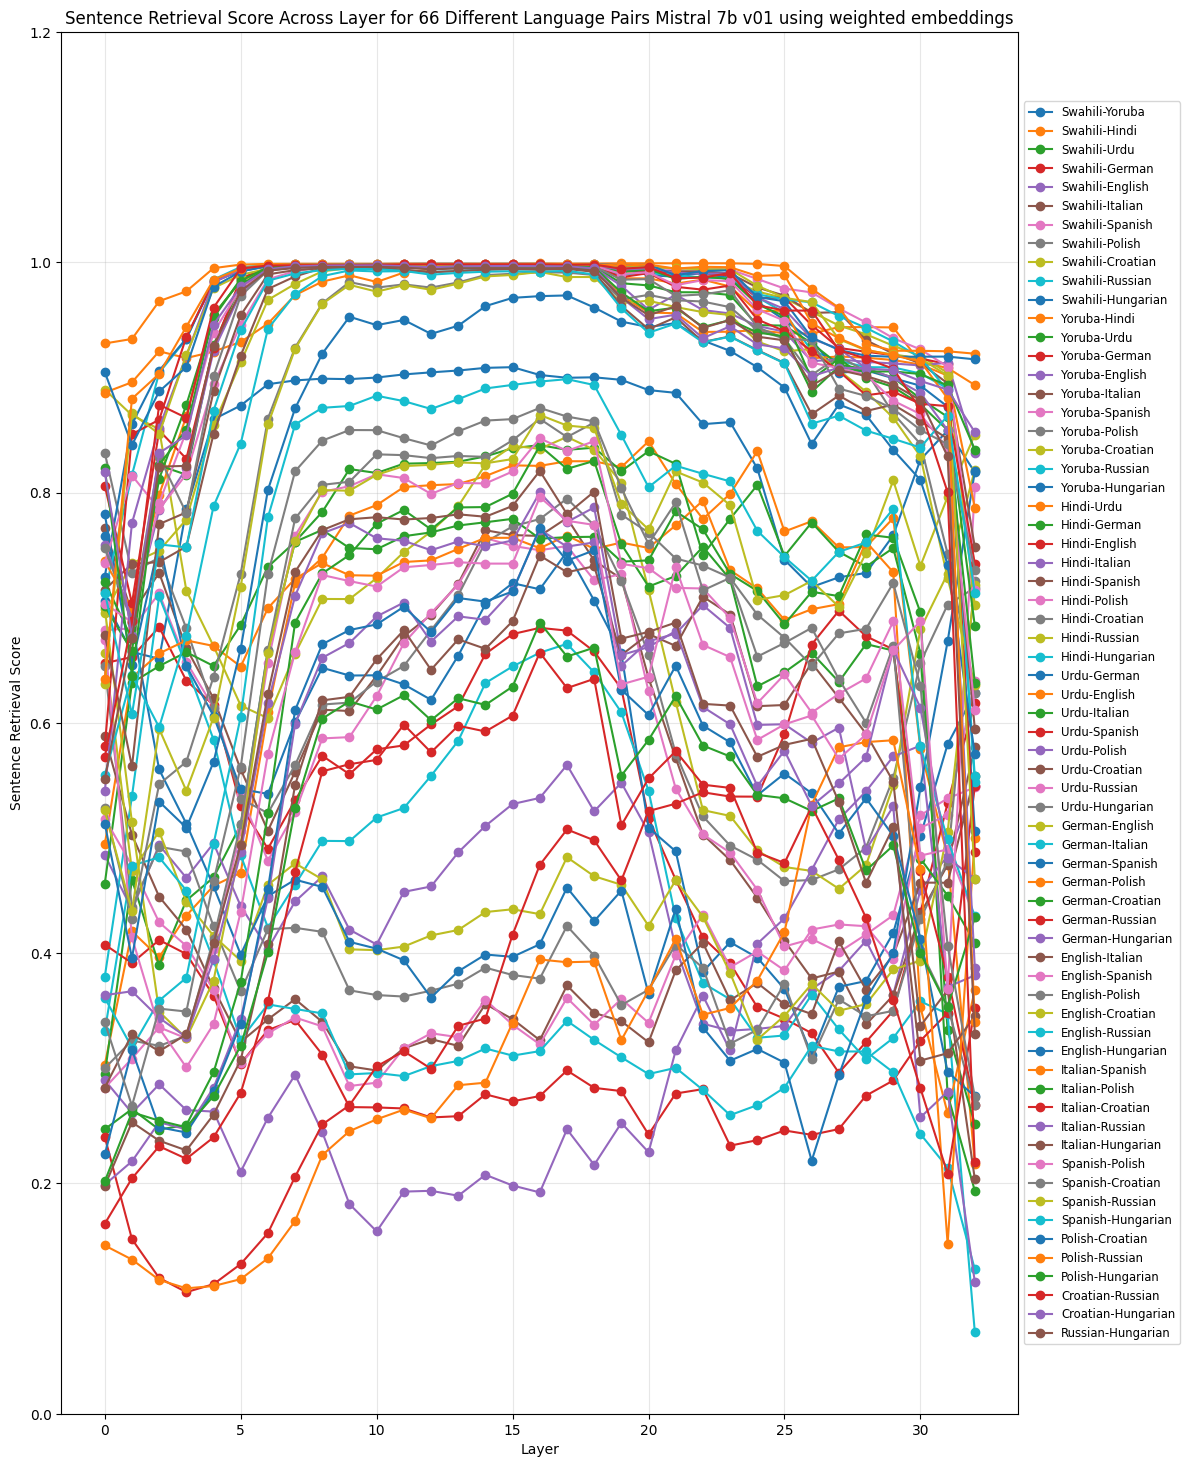 Sentence Retrieval Score Across Layer for 66 Different Language Pairs Mistral 7b v01 using weighted embeddings
1.2
1.0
0.8
0.6
0.4
0.2
0.0
Sentence Retrieval Score
0 5 10 15 20 25 30
Layer
Swahili-Yoruba
Swahili-Hindi
Swahili-Urdu
Swahili-German
Swahili-English
Swahili-Italian
Swahili-Spanish
Swahili-Polish
Swahili-Croatian
Swahili-Russian
Swahili-Hungarian
Yoruba-Hindi
Yoruba-Urdu
Yoruba-German
Yoruba-English
Yoruba-Italian
Yoruba-Spanish
Yoruba-Polish
Yoruba-Croatian
Yoruba-Russian
Yoruba-Hungarian
Hindi-Urdu
Hindi-German
Hindi-English
Hindi-Italian
Hindi-Spanish
Hindi-Polish
Hindi-Croatian
Hindi-Russian
Hindi-Hungarian
Urdu-German
Urdu-English
Urdu-Italian
Urdu-Spanish
Urdu-Polish
Urdu-Croatian
Urdu-Russian
Urdu-Hungarian
German-English
German-Italian
German-Spanish
German-Polish
German-Croatian
German-Russian
German-Hungarian
English-Italian
English-Spanish
English-Polish
English-Croatian
English-Russian
English-Hungarian
Italian-Spanish
Italian-Polish
Italian-Croatian
Italian-Russian
Italian-Hungarian
Spanish-Polish
Spanish-Croatian
Spanish-Russian
Spanish-Hungarian
Polish-Croatian
Polish-Russian
Polish-Hungarian
Croatian-Russian
Croatian-Hungarian
Russian-Hungarian